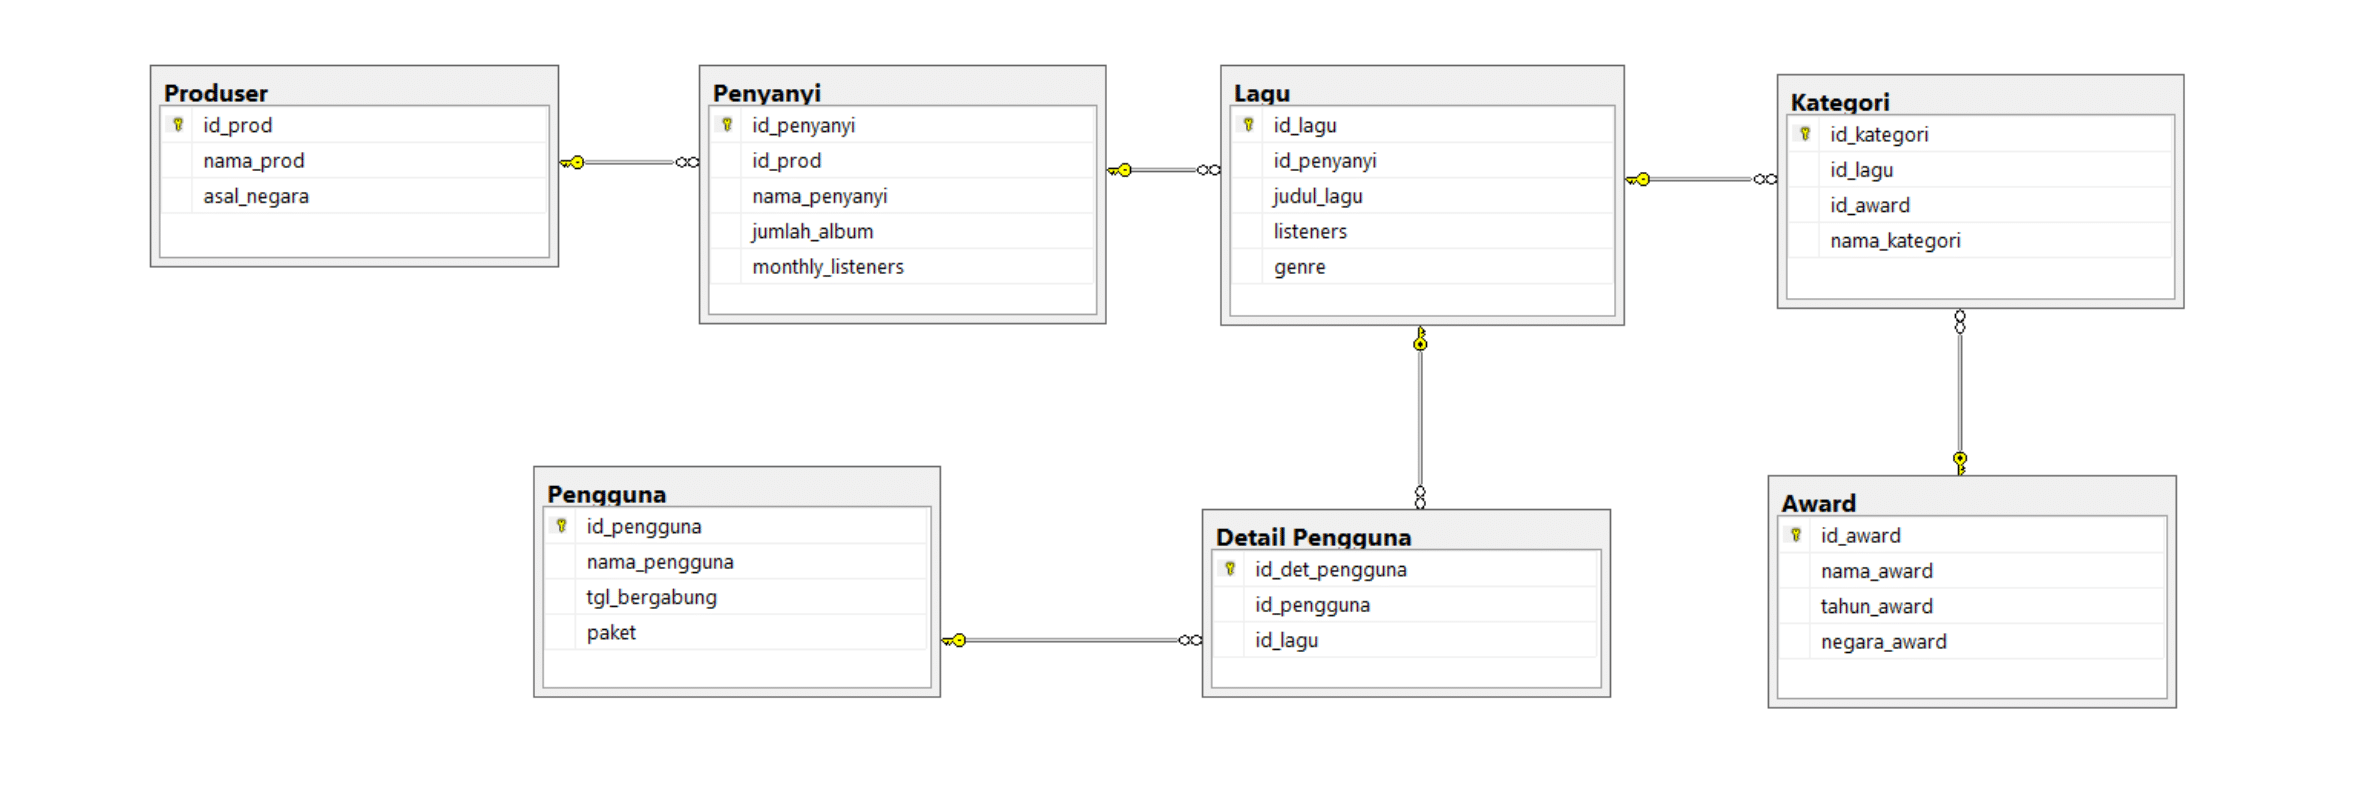 Produser
id_prod
nama_prod
asal_negara
Penyanyi
id_penyanyi
id_prod
nama_penyanyi
jumlah_album
monthly_listeners
Lagu
id_lagu
id_penyanyi
judul_lagu
listeners
genre
Kategori
id_kategori
id_lagu
id_award
nama_kategori
Pengguna
id_pengguna
nama_pengguna
tgl_bergabung
paket
Detail Pengguna
id_det_pengguna
id_pengguna
id_lagu
Award
id_award
nama_award
tahun_award
negara_award